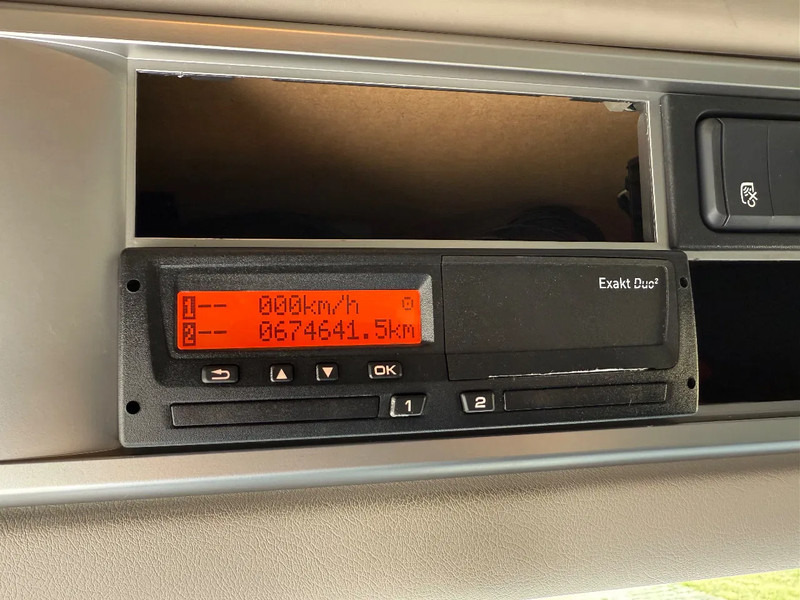 Exakt Duo²
1-- 000km/h
2-- 0674641.5km
OK
1
2